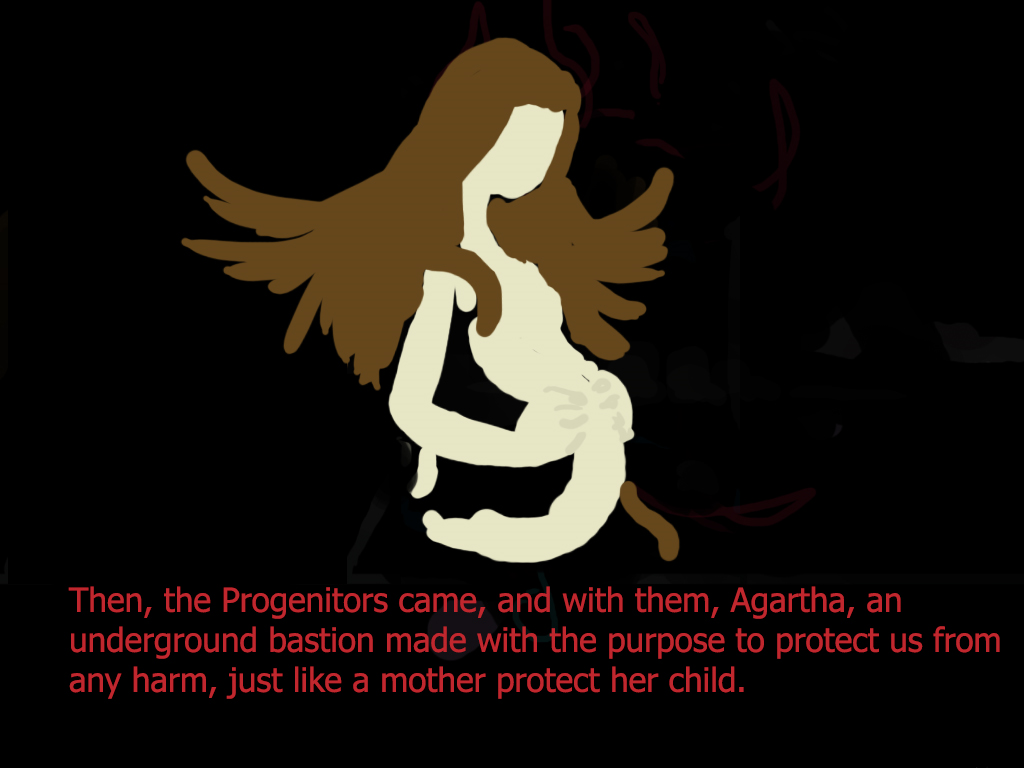 Then, the Progenitors came, and with them, Agartha, an
underground bastion made with the purpose to protect us from
any harm, just like a mother protect her child.